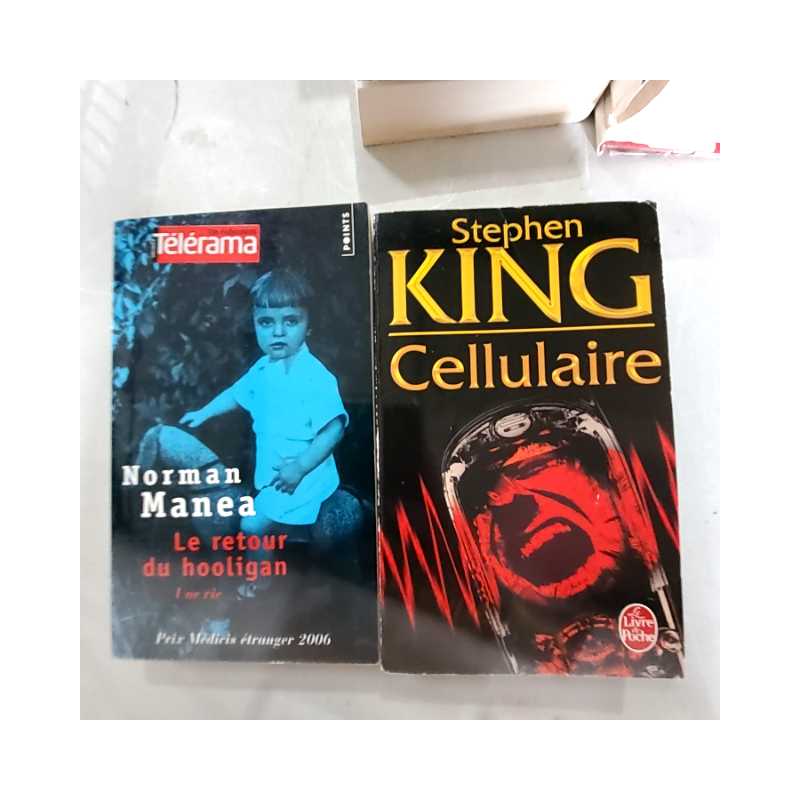 Télérama
POINTS
Norman
Manea
Le retour
du hooligan
Une vie
Prix Médicis étranger 2006
Stephen
KING
Cellulaire
Le
Livre
de
Poche